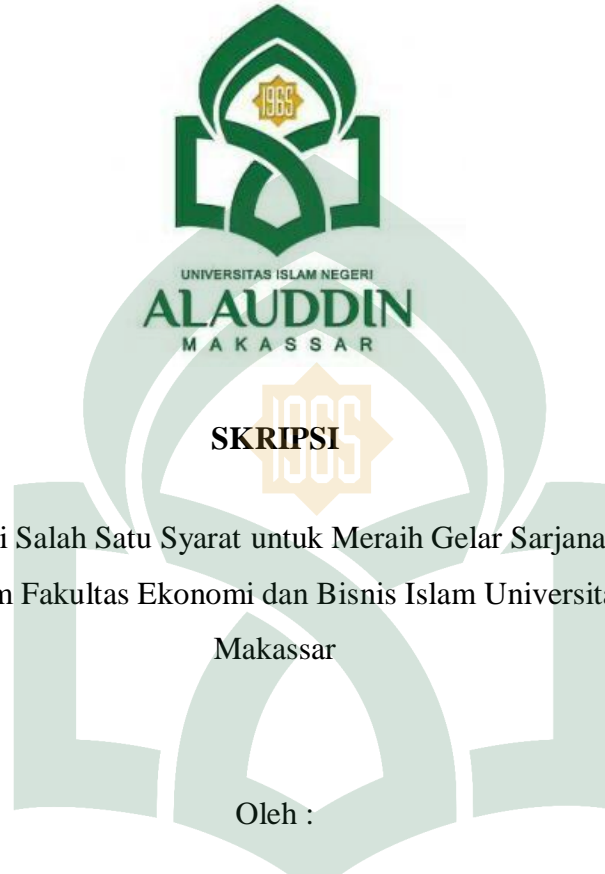 1965
UNIVERSITAS ISLAM NEGERI
ALAUDDIN
MAKASSAR
1965
SKRIPSI
i Salah Satu Syarat untuk Meraih Gelar Sarjana
Fakultas Ekonomi dan Bisnis Islam
Makassar
Oleh :